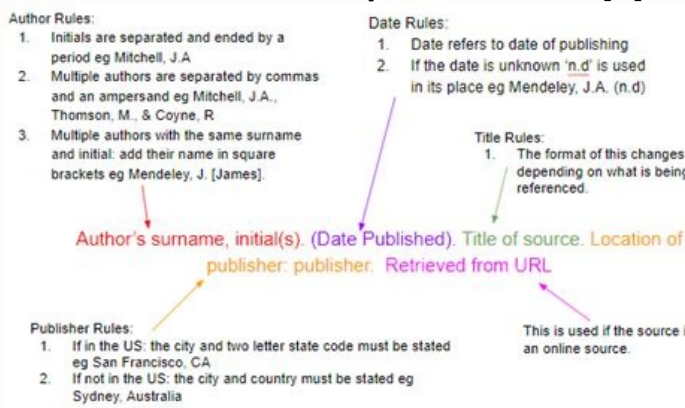 Author Rules:
1. Initials are separated and ended by a
period eg Mitchell, J.A
2. Multiple authors are separated by commas
and an ampersand eg Mitchell, J.A.,
Thomson, M., & Coyne, R
3. Multiple authors with the same surname
and initial: add their name in square
brackets eg Mendeley, J. [James].
Date Rules:
1. Date refers to date of publishing
2. If the date is unknown ‘n.d’ is used
in its place eg Mendeley, J.A. (n.d)
Title Rules:
1. The format of this changes
depending on what is being
referenced.
Author’s surname, initial(s). (Date Published). Title of source. Location of
publisher: publisher. Retrieved from URL
Publisher Rules:
1. If in the US: the city and two letter state code must be stated
eg San Francisco, CA
2. If not in the US: the city and country must be stated eg
Sydney, Australia
This is used if the source i
an online source.